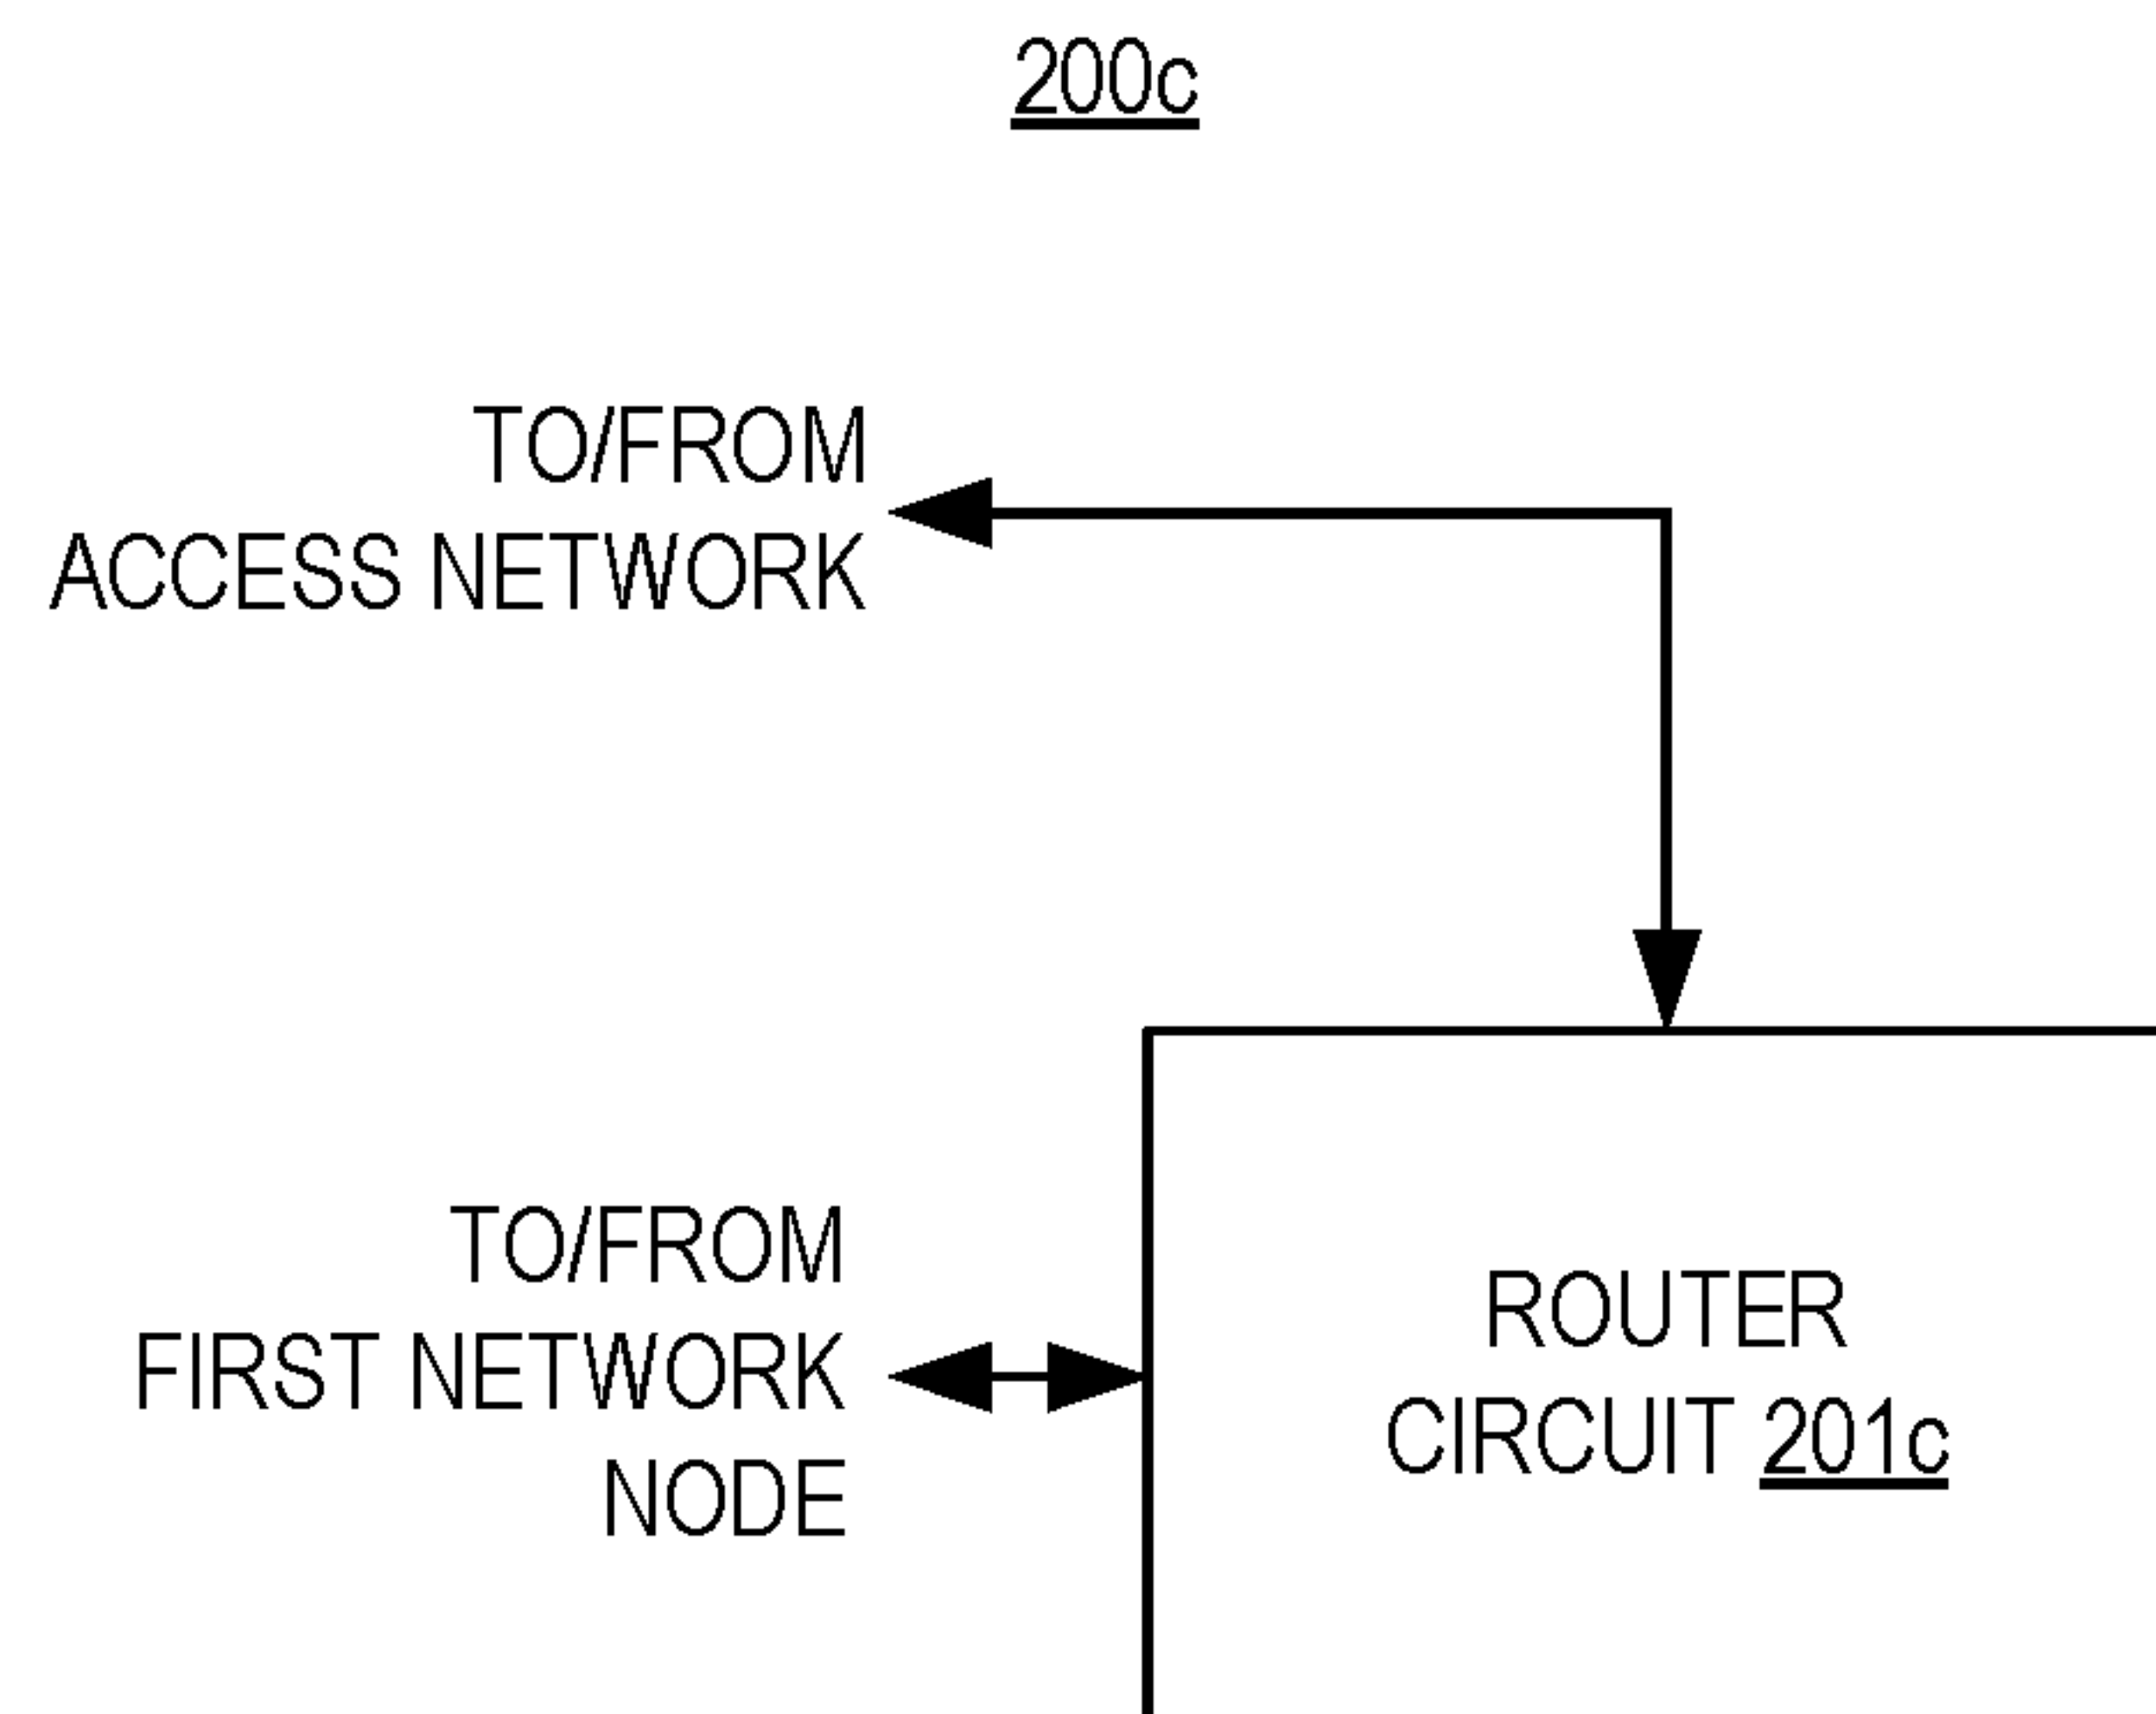 200c
TO/FROM
ACCESS NETWORK
TO/FROM
FIRST NETWORK
NODE
ROUTER
CIRCUIT 201c